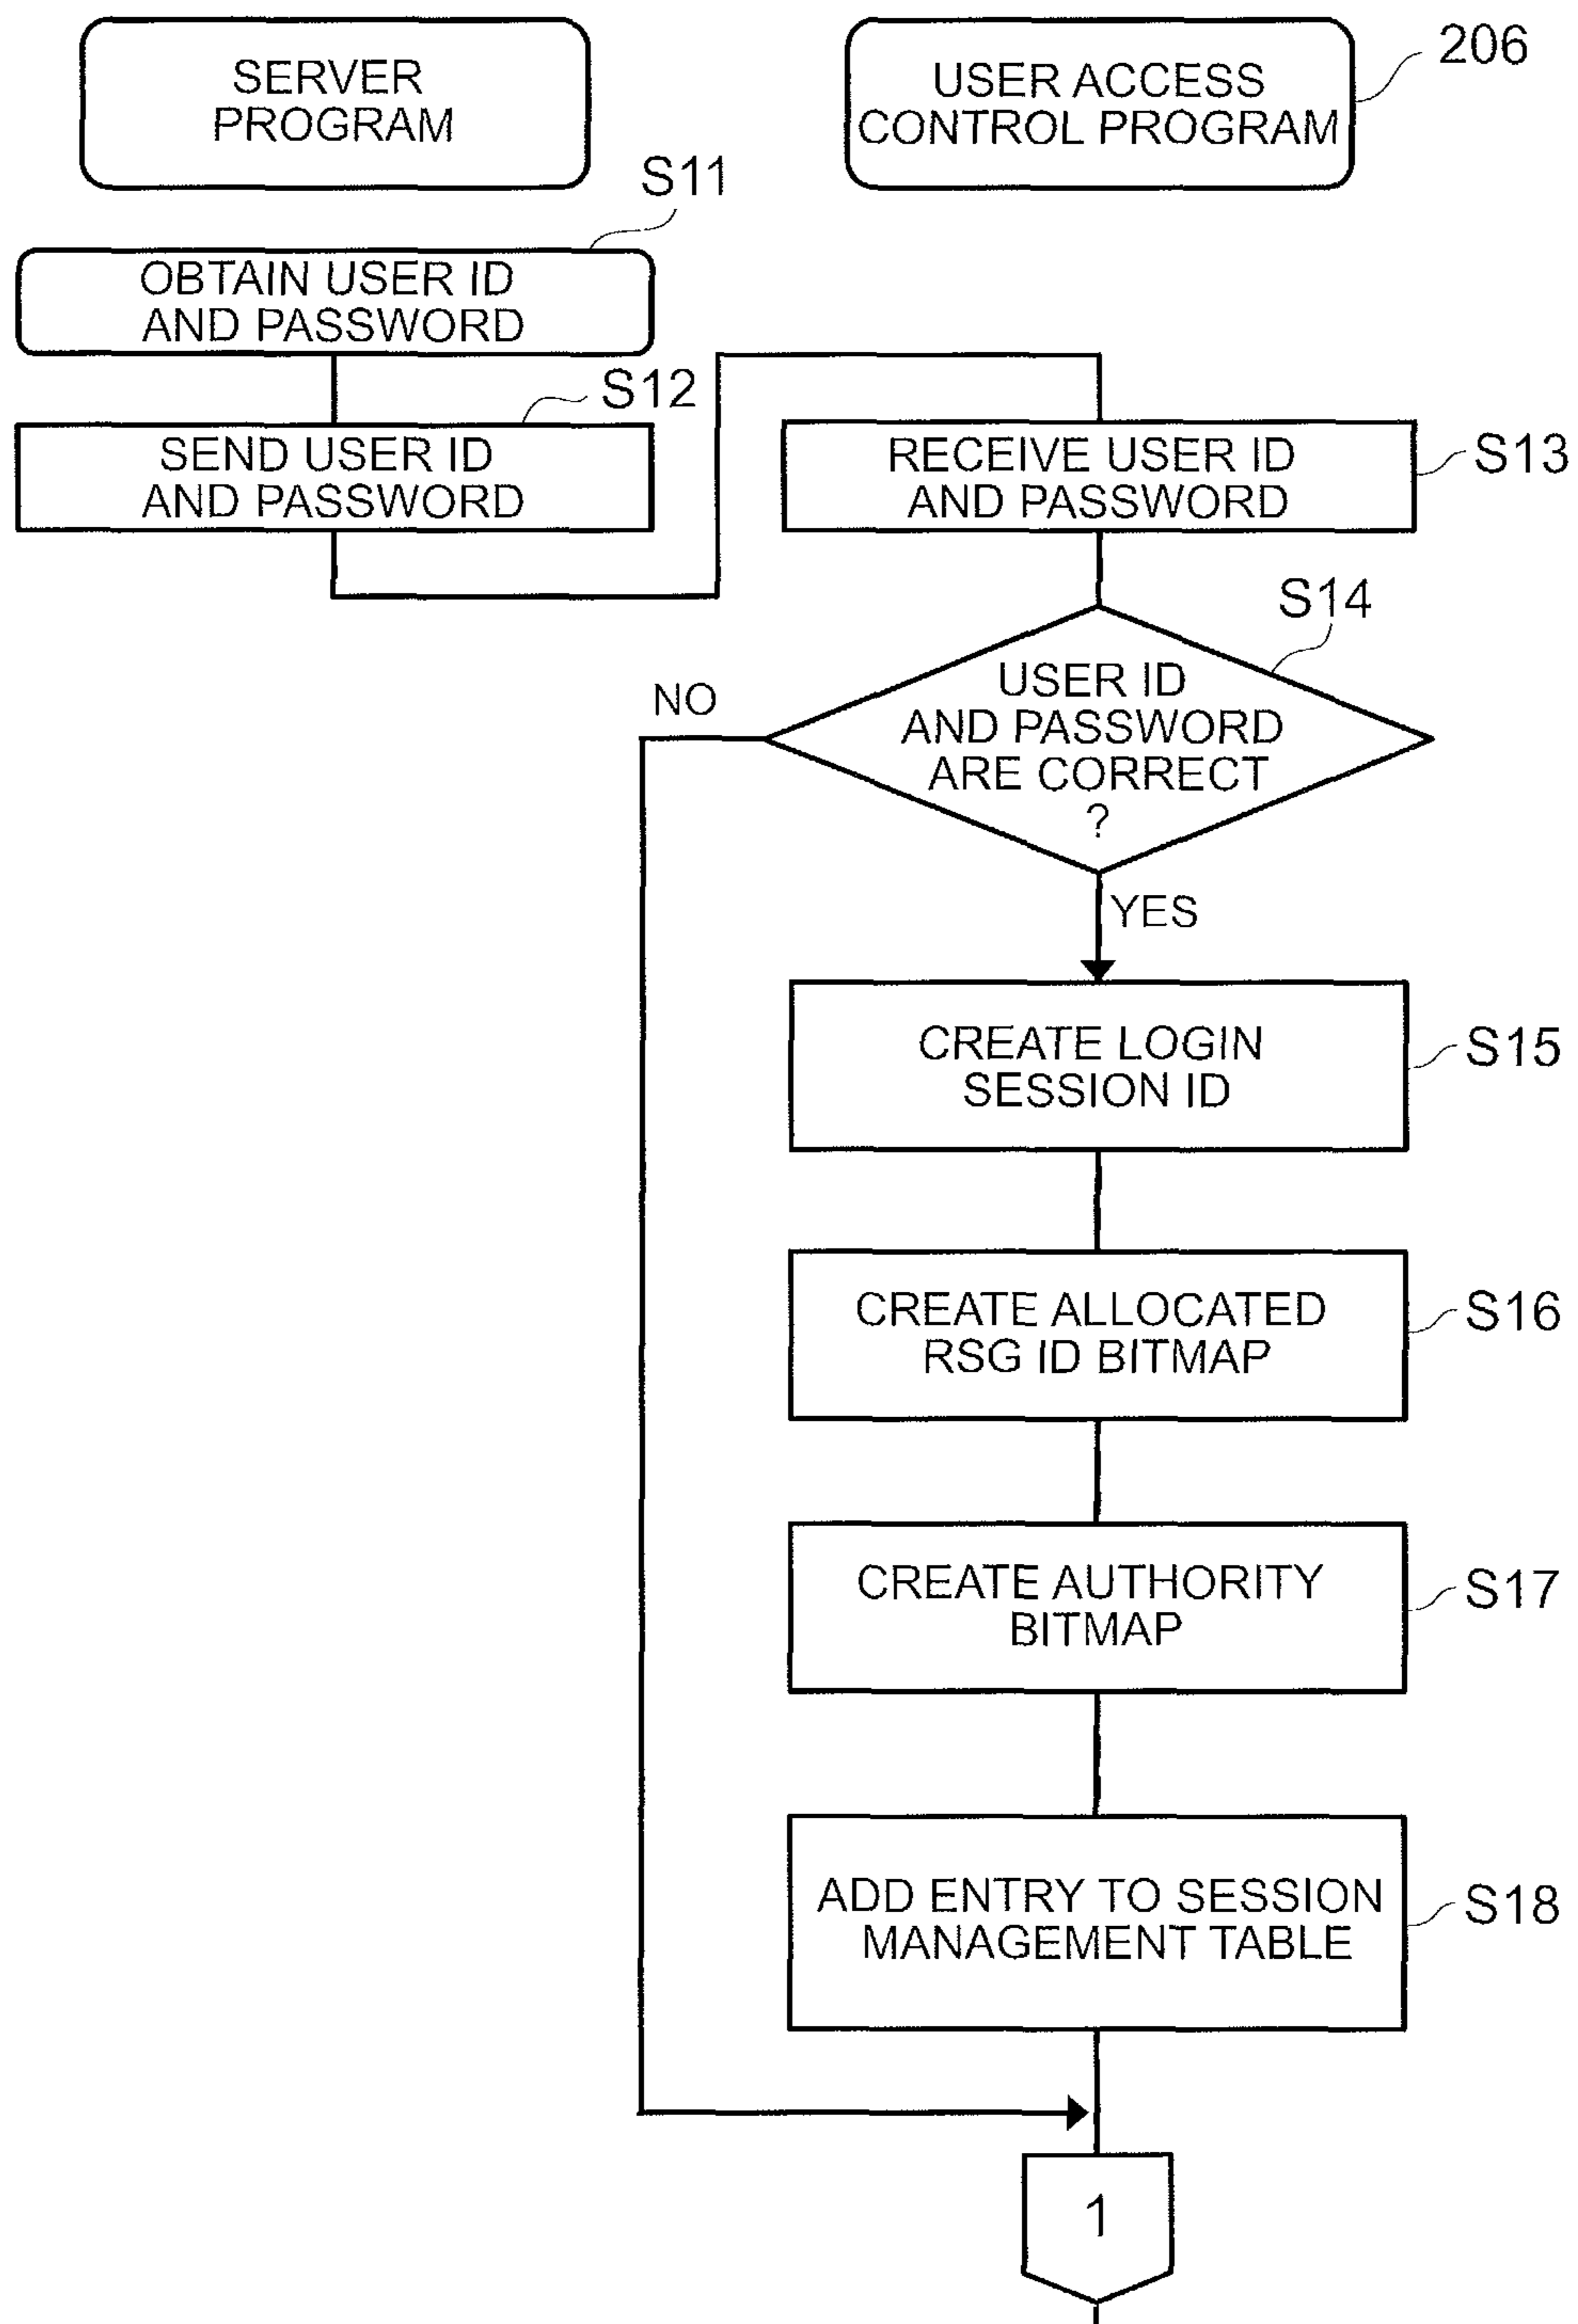 SERVER
PROGRAM
USER ACCESS
CONTROL PROGRAM
206
S11
OBTAIN USER ID
AND PASSWORD
S12
SEND USER ID
AND PASSWORD
RECEIVE USER ID
AND PASSWORD
S13
S14
USER ID
AND PASSWORD
ARE CORRECT
?
NO
YES
CREATE LOGIN
SESSION ID
S15
CREATE ALLOCATED
RSG ID BITMAP
S16
CREATE AUTHORITY
BITMAP
S17
ADD ENTRY TO SESSION
MANAGEMENT TABLE
S18
1